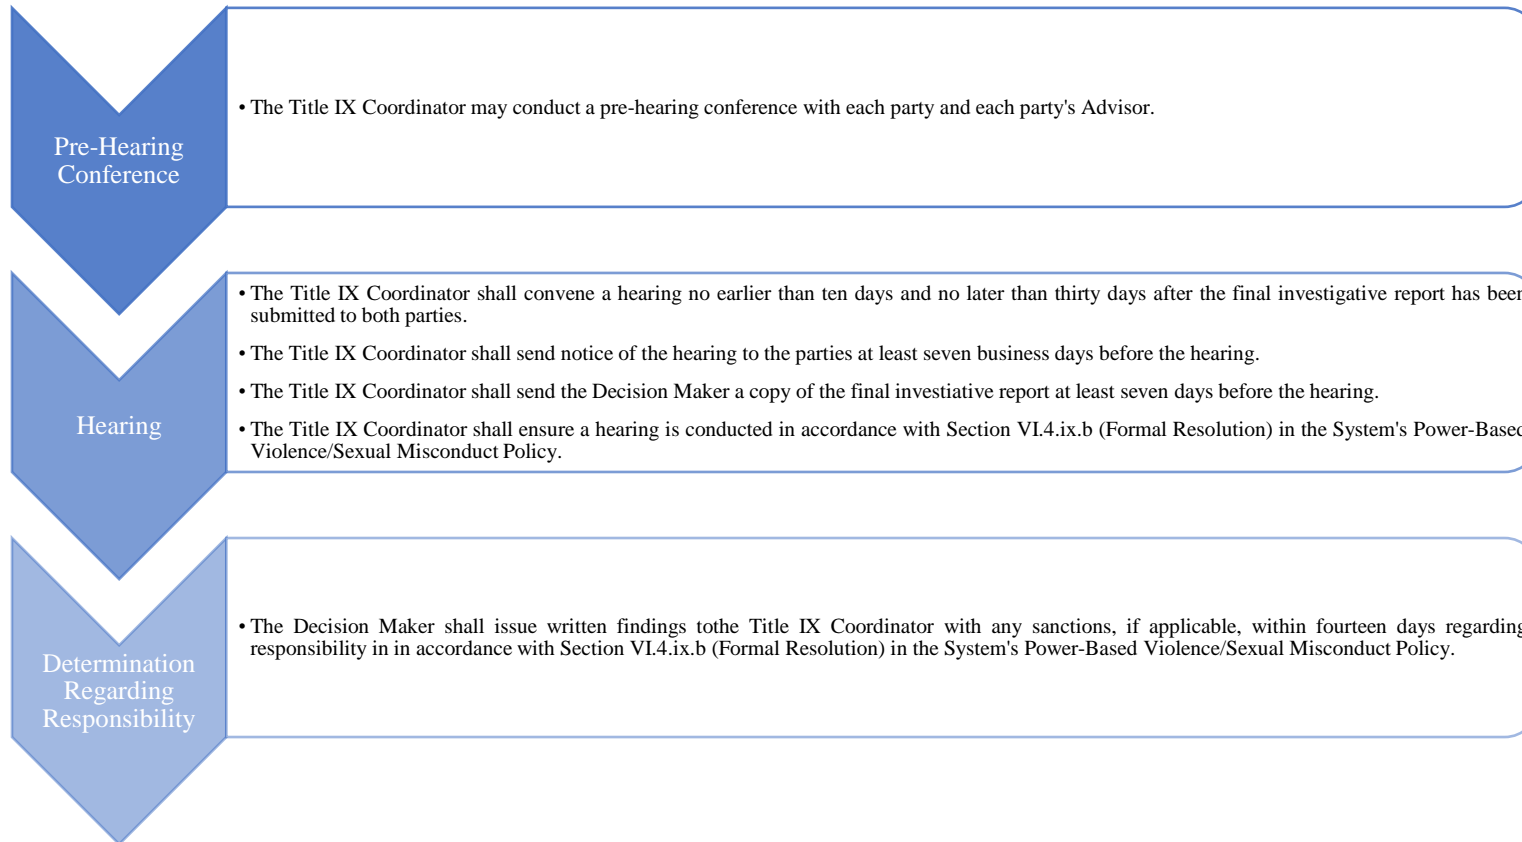 Pre-Hearing
Conference
• The Title IX Coordinator may conduct a pre-hearing conference with each party and each party's Advisor.
Hearing
• The Title IX Coordinator shall convene a hearing no earlier than ten days and no later than thirty days after the final investigative report has been
submitted to both parties.
• The Title IX Coordinator shall send notice of the hearing to the parties at least seven business days before the hearing.
• The Title IX Coordinator shall send the Decision Maker a copy of the final investiative report at least seven days before the hearing.
• The Title IX Coordinator shall ensure a hearing is conducted in accordance with Section VI.4.ix.b (Formal Resolution) in the System's Power-Based
Violence/Sexual Misconduct Policy.
Determination
Regarding
Responsibility
• The Decision Maker shall issue written findings tothe Title IX Coordinator with any sanctions, if applicable, within fourteen days regarding
responsibility in in accordance with Section VI.4.ix.b (Formal Resolution) in the System's Power-Based Violence/Sexual Misconduct Policy.